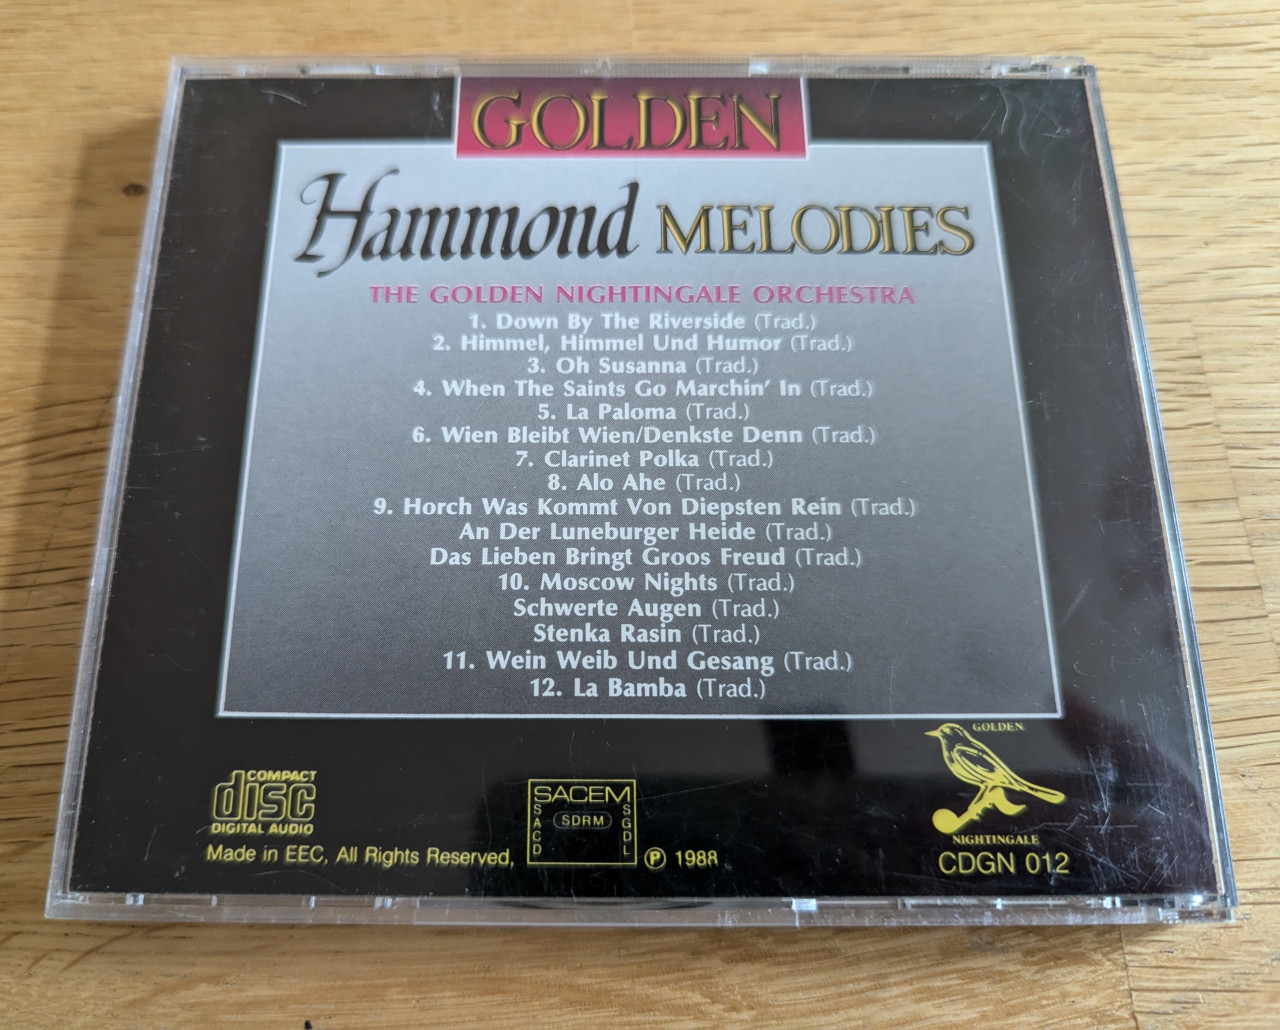 GOLDEN
Hammond MELODIES
THE GOLDEN NIGHTINGALE ORCHESTRA
1. Down By The Riverside (Trad.)
2. Himmel, Himmel Und Humor (Trad.)
3. Oh Susanna (Trad.)
4. When The Saints Go Marchin' In (Trad.)
5. La Paloma (Trad.)
6. Wien Bleibt Wien/Denkste Denn (Trad.)
7. Clarinet Polka (Trad.)
8. Alo Ahe (Trad.)
9. Horch Was Kommt Von Diepsten Rein (Trad.)
An Der Luneburger Heide (Trad.)
Das Lieben Bringt Groos Freud (Trad.)
10. Moscow Nights (Trad.)
Schwerte Augen (Trad.)
Stenka Rasin (Trad.)
11. Wein Weib Und Gesang (Trad.)
12. La Bamba (Trad.)
COMPACT
disc
DIGITAL AUDIO
Made in EEC, All Rights Reserved,
SACEM
SACD
SDRM
SGDL
℗ 1988
GOLDEN
NIGHTINGALE
CDGN 012